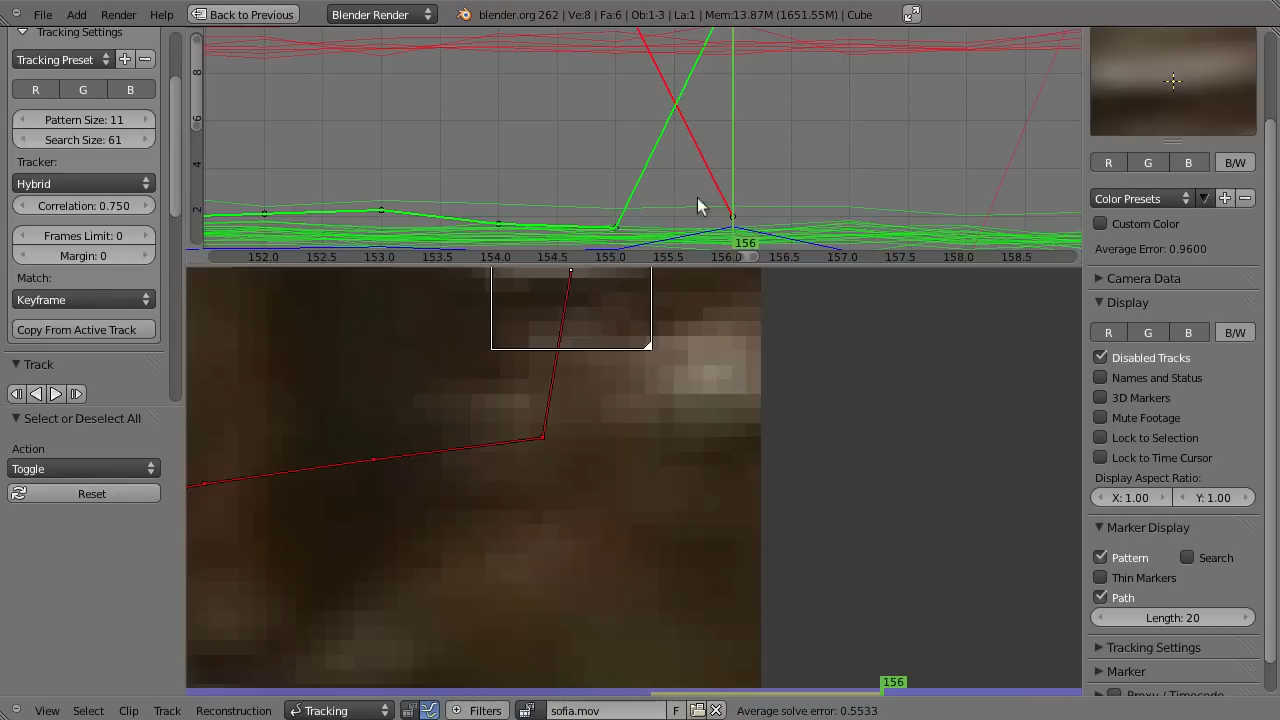 File Add Render Help Back to Previous Blender Render blender.org 262 | Ve:8 | Fa:6 | Ob:1-3 | La:1 | Mem:13.87M (1651.55M) | Cube
Tracking Settings
Tracking Preset
R G B
Pattern Size: 11
Search Size: 61
Tracker:
Hybrid
Correlation: 0.750
Frames Limit: 0
Margin: 0
Match:
Keyframe
Copy From Active Track
Track
Select or Deselect All
Action
Toggle
Reset
8
6
4
2
156
152.0 152.5 153.0 153.5 154.0 154.5 155.0 155.5 156.0 156.5 157.0 157.5 158.0 158.5
R G B B/W
Color Presets
Custom Color
Average Error: 0.9600
Camera Data
Display
R G B B/W
Disabled Tracks
Names and Status
3D Markers
Mute Footage
Lock to Selection
Lock to Time Cursor
Display Aspect Ratio:
X: 1.00 Y: 1.00
Marker Display
Pattern Search
Thin Markers
Path
Length: 20
Tracking Settings
Marker
Proxy / Timecode
156
View Select Clip Track Reconstruction Tracking Filters sofia.mov F Average solve error: 0.5533